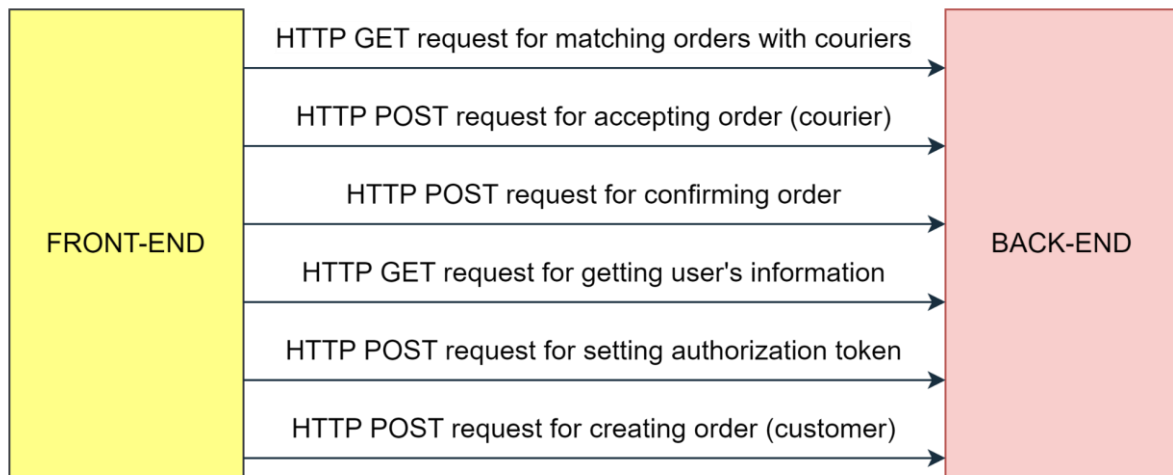 HTTP GET request for matching orders with couriers
HTTP POST request for accepting order (courier)
HTTP POST request for confirming order
FRONT-END
BACK-END
HTTP GET request for getting user's information
HTTP POST request for setting authorization token
HTTP POST request for creating order (customer)